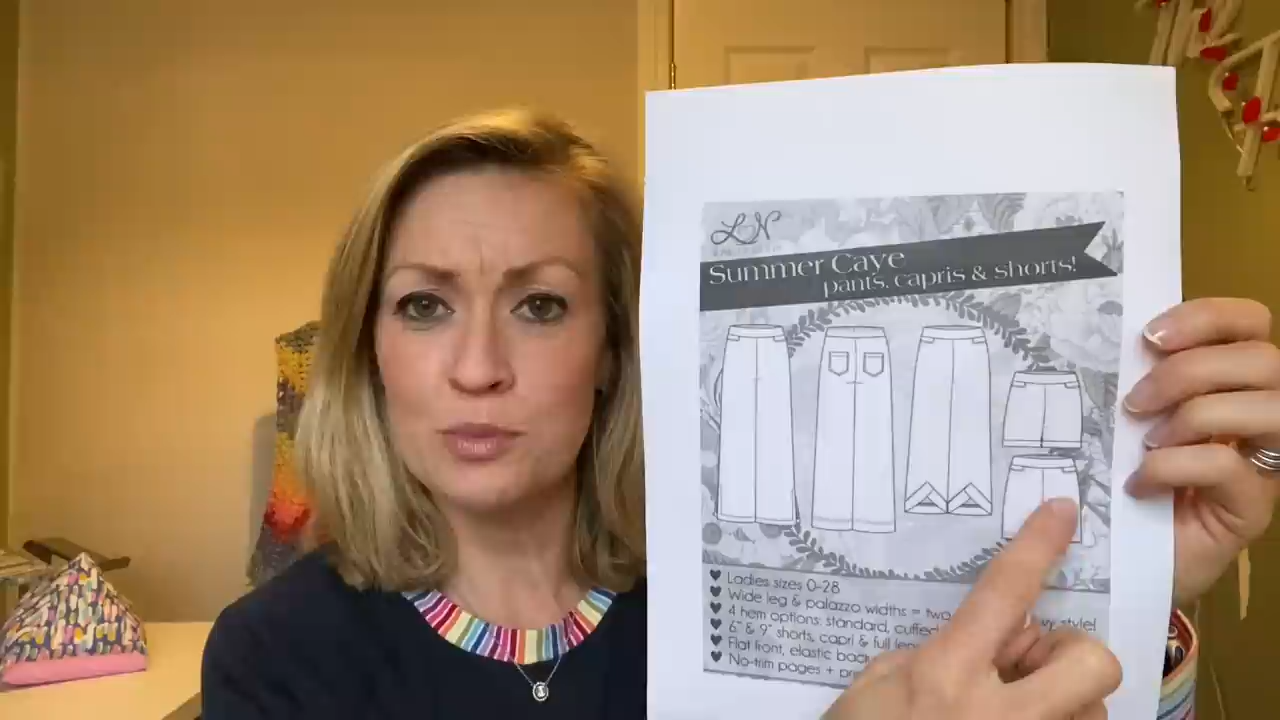 LN
Summer Caye
pants, capris & shorts!
♥ Ladies sizes 0-28
♥ Wide leg & palazzo widths = two
♥ 4 hem options: standard, cuffed style!
♥ 6" & 9" shorts, capri & full
♥ Flat front, elastic back
♥ No-trim pages +